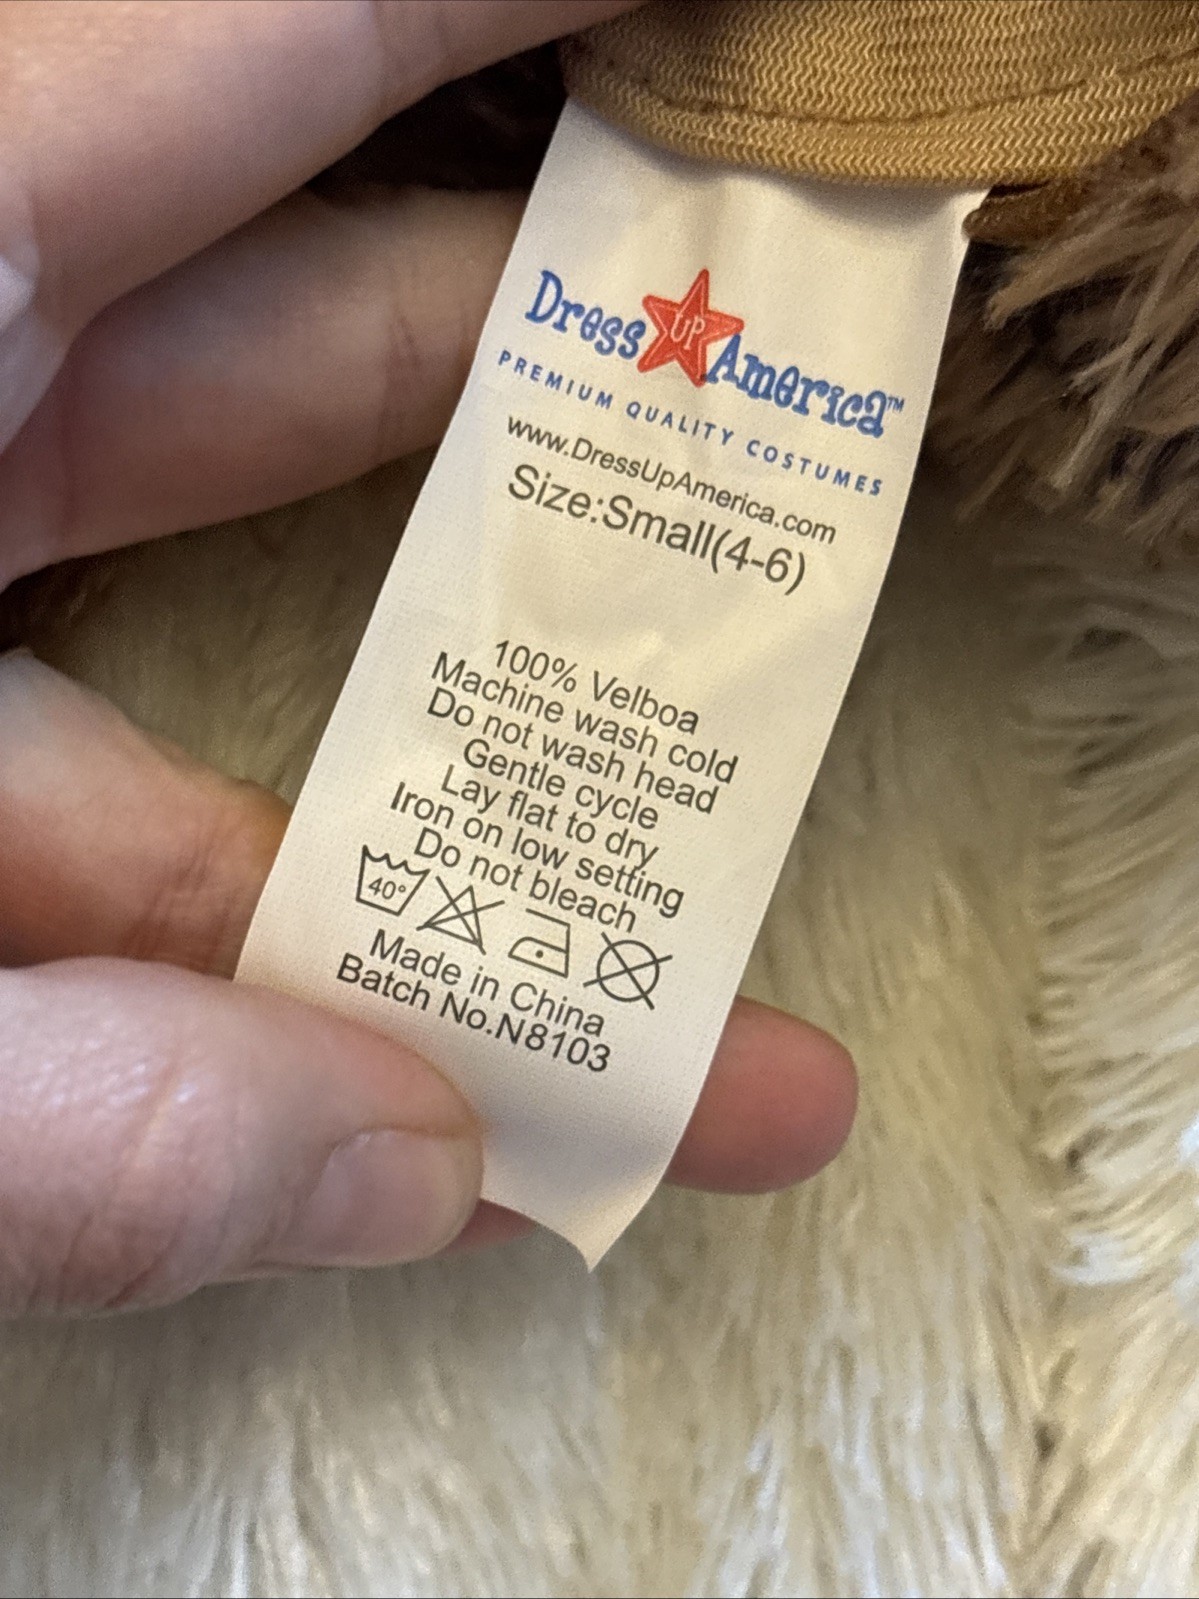 Dress UP America™
PREMIUM QUALITY COSTUMES
www.DressUpAmerica.com
Size:Small(4-6)
100% Velboa
Machine wash cold
Do not wash head
Gentle cycle
Lay flat to dry
Iron on low setting
Do not bleach
40°
Made in China
Batch No.N8103